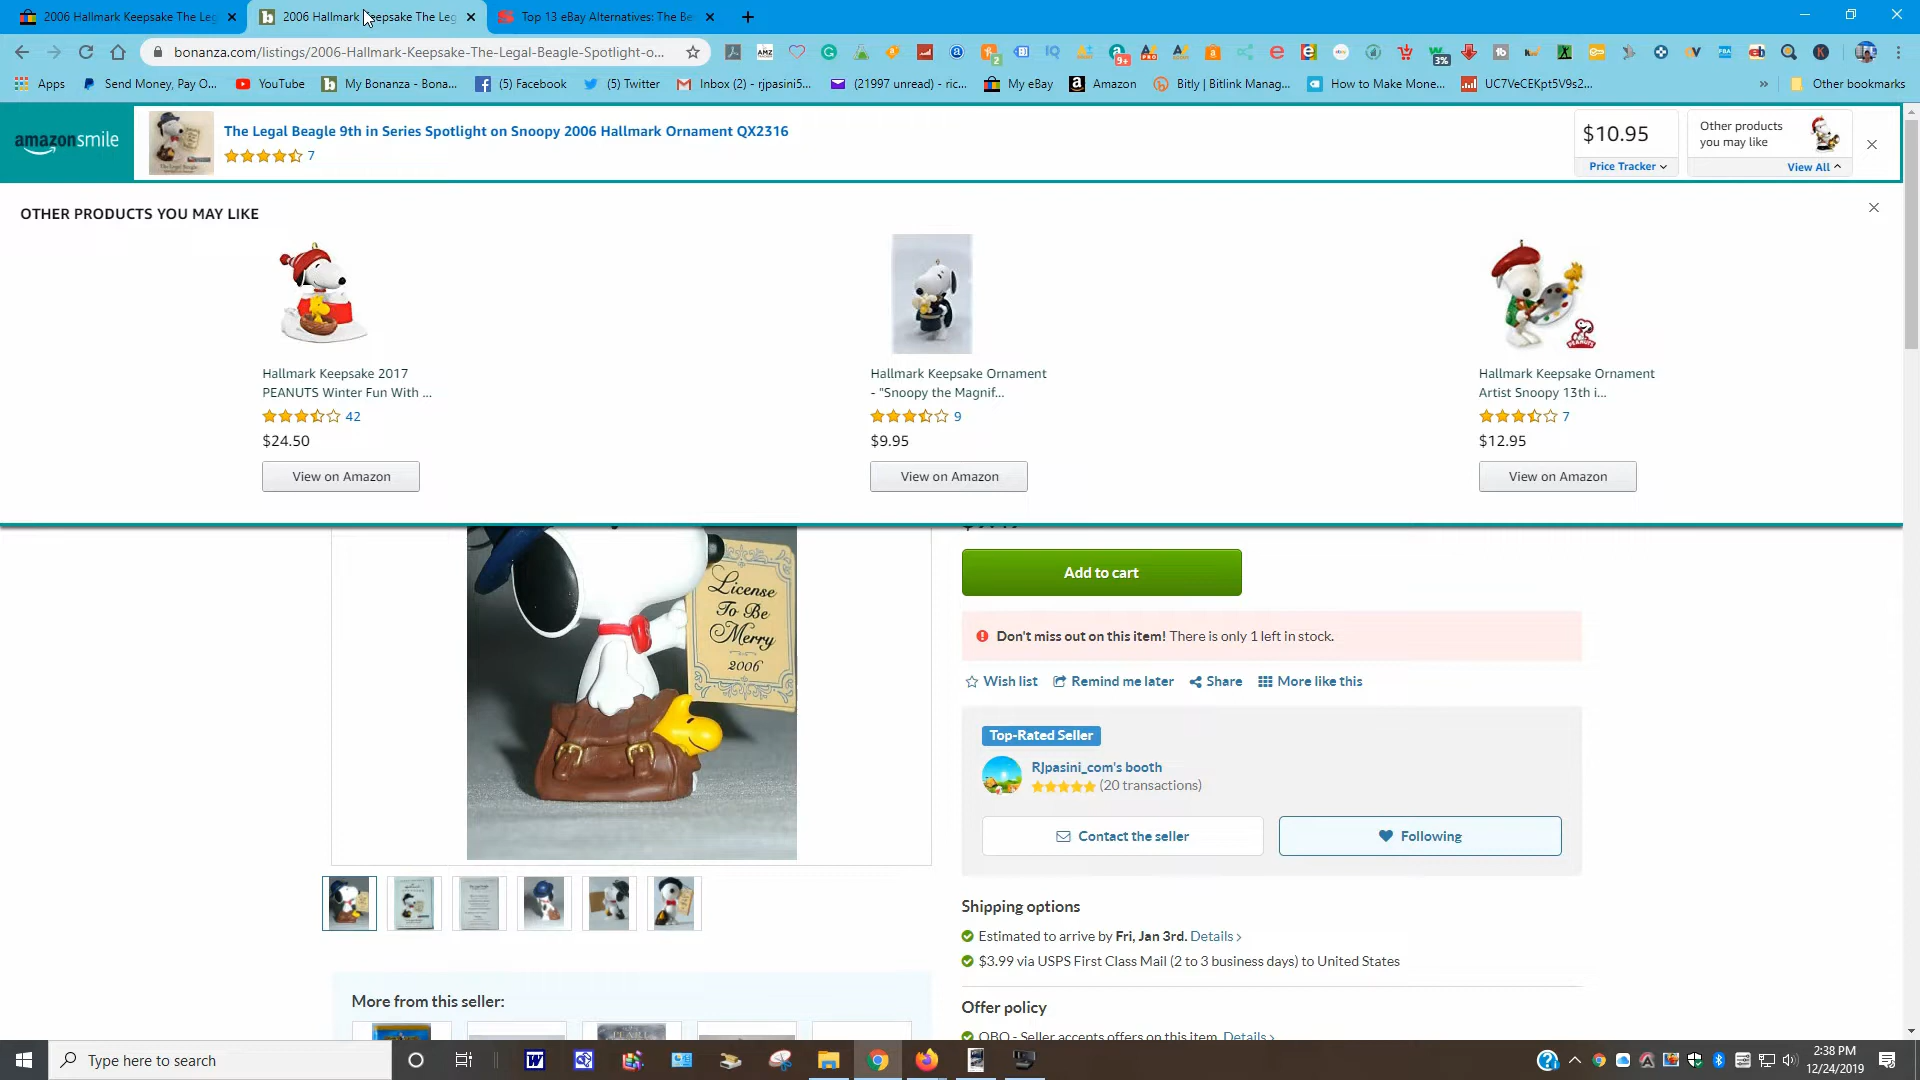 2006 Hallmark Keepsake The Leg
2006 Hallmark Keepsake The Leg
Top 13 eBay Alternatives: The Be
bonanza.com/listings/2006-Hallmark-Keepsake-The-Legal-Beagle-Spotlight-o...
Apps
Send Money, Pay O...
YouTube
My Bonanza - Bona...
(5) Facebook
(5) Twitter
Inbox (2) - rjpasini5...
(21997 unread) - ric...
My eBay
Amazon
Bitly | Bitlink Manag...
How to Make Mone...
UC7VeCEKpt5V9s2...
»
Other bookmarks
amazonsmile
The Legal Beagle 9th in Series Spotlight on Snoopy 2006 Hallmark Ornament QX2316
7
$10.95
Price Tracker
Other products
you may like
View All
OTHER PRODUCTS YOU MAY LIKE
Hallmark Keepsake 2017
PEANUTS Winter Fun With ...
42
$24.50
View on Amazon
Hallmark Keepsake Ornament
- "Snoopy the Magnif...
9
$9.95
View on Amazon
PEANUTS
Hallmark Keepsake Ornament
Artist Snoopy 13th i...
7
$12.95
View on Amazon
License
To Be
Merry
2006
Add to cart
Don't miss out on this item! There is only 1 left in stock.
Wish list
Remind me later
Share
More like this
Top-Rated Seller
RJpasini_com's booth
(20 transactions)
Contact the seller
Following
Shipping options
Estimated to arrive by Fri, Jan 3rd. Details ›
$3.99 via USPS First Class Mail (2 to 3 business days) to United States
Offer policy
OBO - Seller accepts offers on this item. Details ›
More from this seller:
Type here to search
2:38 PM
12/24/2019